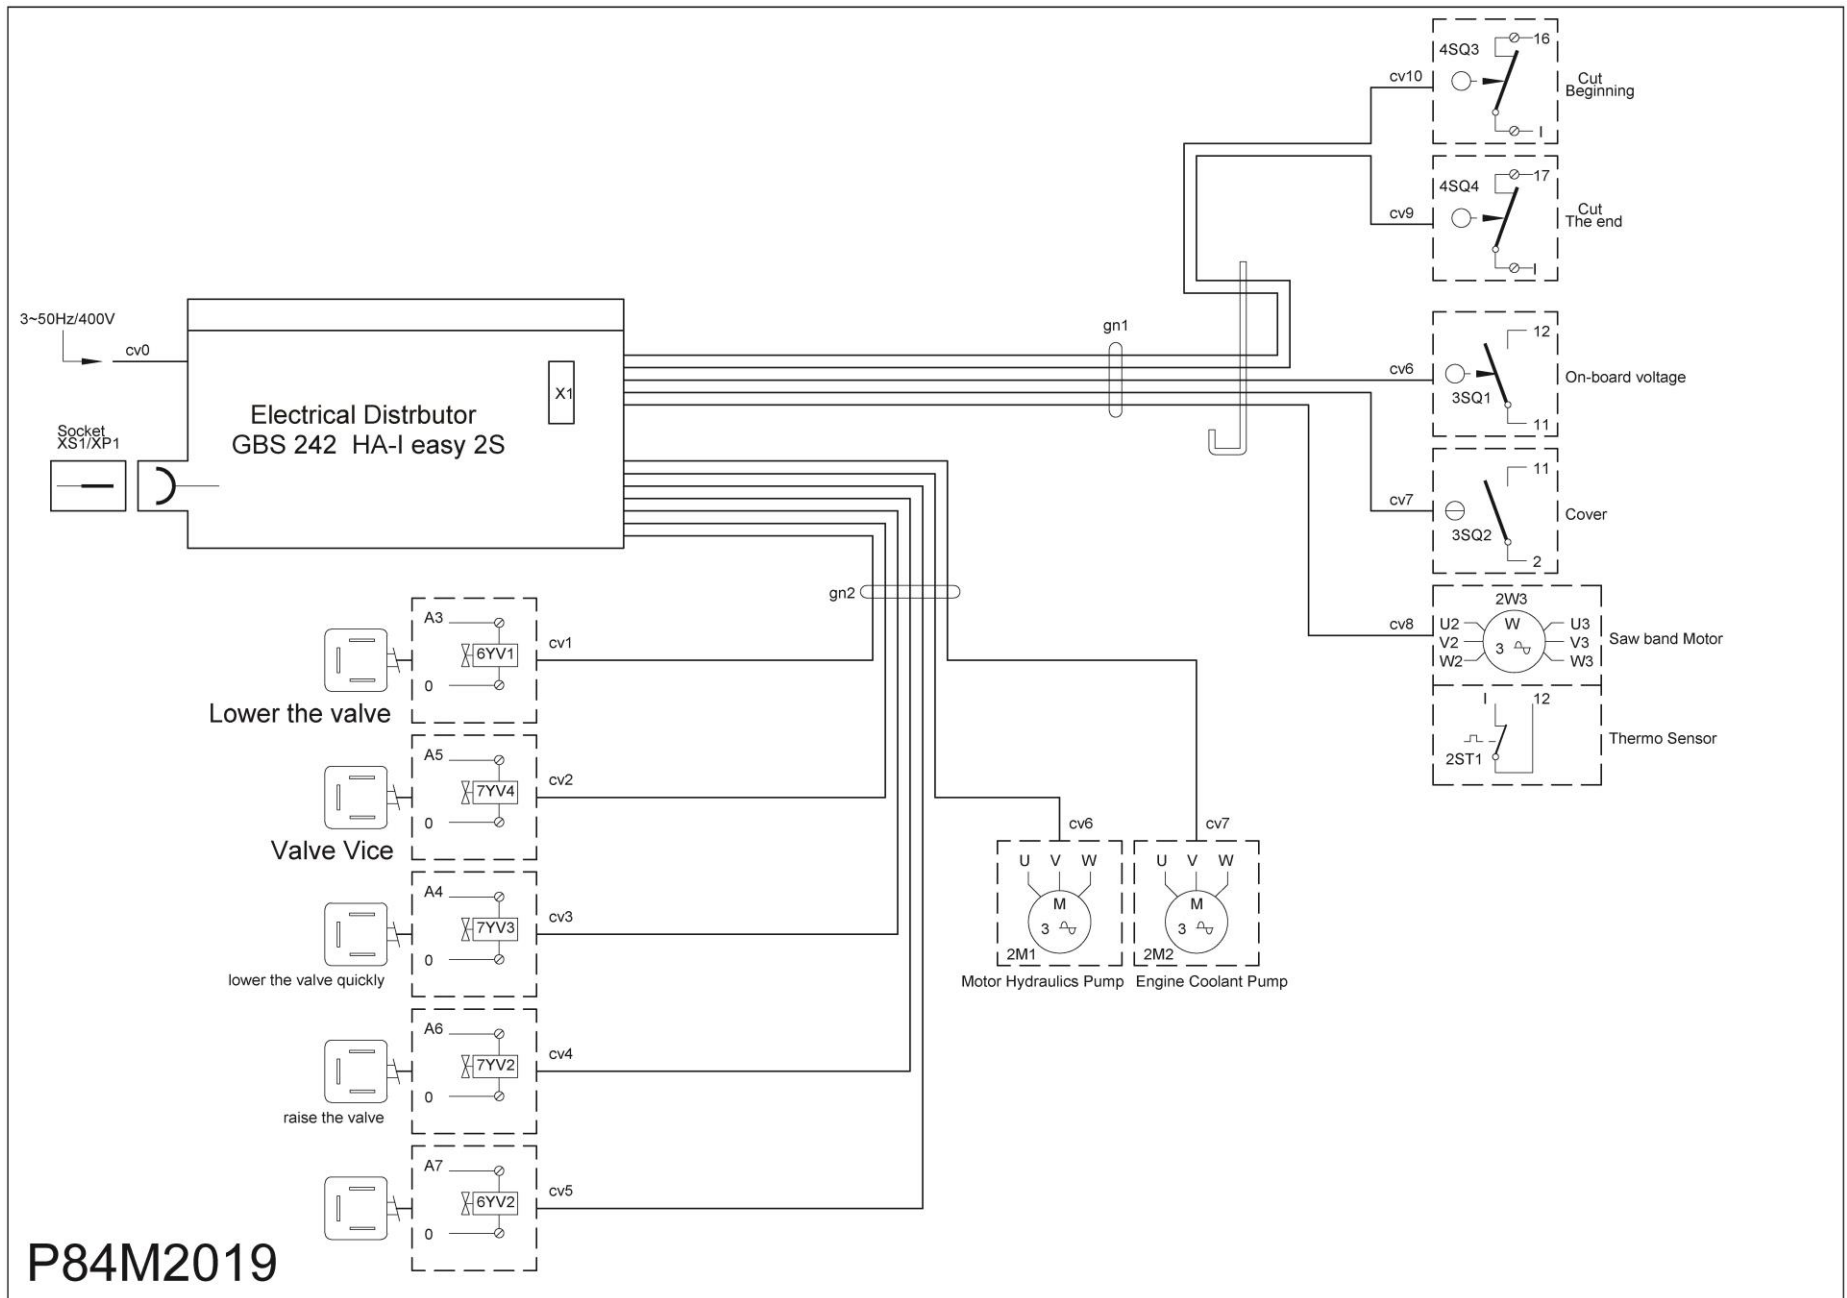 4SQ3
16
cv10
Cut
Beginning
I
4SQ4
17
cv9
Cut
The end
I
3~50Hz/400V
cv0
X1
Electrical Distrbutor
GBS 242 HA-I easy 2S
Socket
XS1/XP1
gn1
12
cv6
On-board voltage
3SQ1
11
11
cv7
Cover
3SQ2
2
2W3
cv8
U2 W U3
V2 3 V3
W2 W3
Saw band Motor
I 12
Thermo Sensor
2ST1
gn2
A3
6YV1
cv1
0
Lower the valve
A5
7YV4
cv2
0
Valve Vice
A4
7YV3
cv3
0
lower the valve quickly
A6
7YV2
cv4
0
raise the valve
A7
6YV2
cv5
0
cv6
U V W
M
3
2M1
Motor Hydraulics Pump
cv7
U V W
M
3
2M2
Engine Coolant Pump
P84M2019